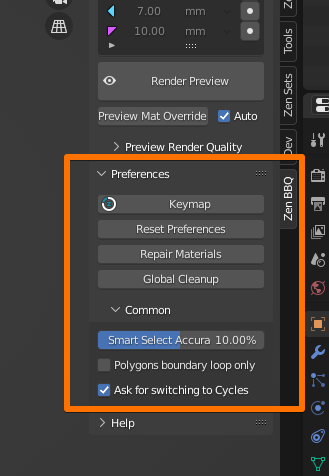 7.00 mm
10.00 mm
Render Preview
Preview Mat Override Auto
Preview Render Quality
Preferences
Keymap
Reset Preferences
Repair Materials
Global Cleanup
Common
Smart Select Accura 10.00%
Polygons boundary loop only
Ask for switching to Cycles
Help
Tools
Zen Sets
Dev
Zen BBQ